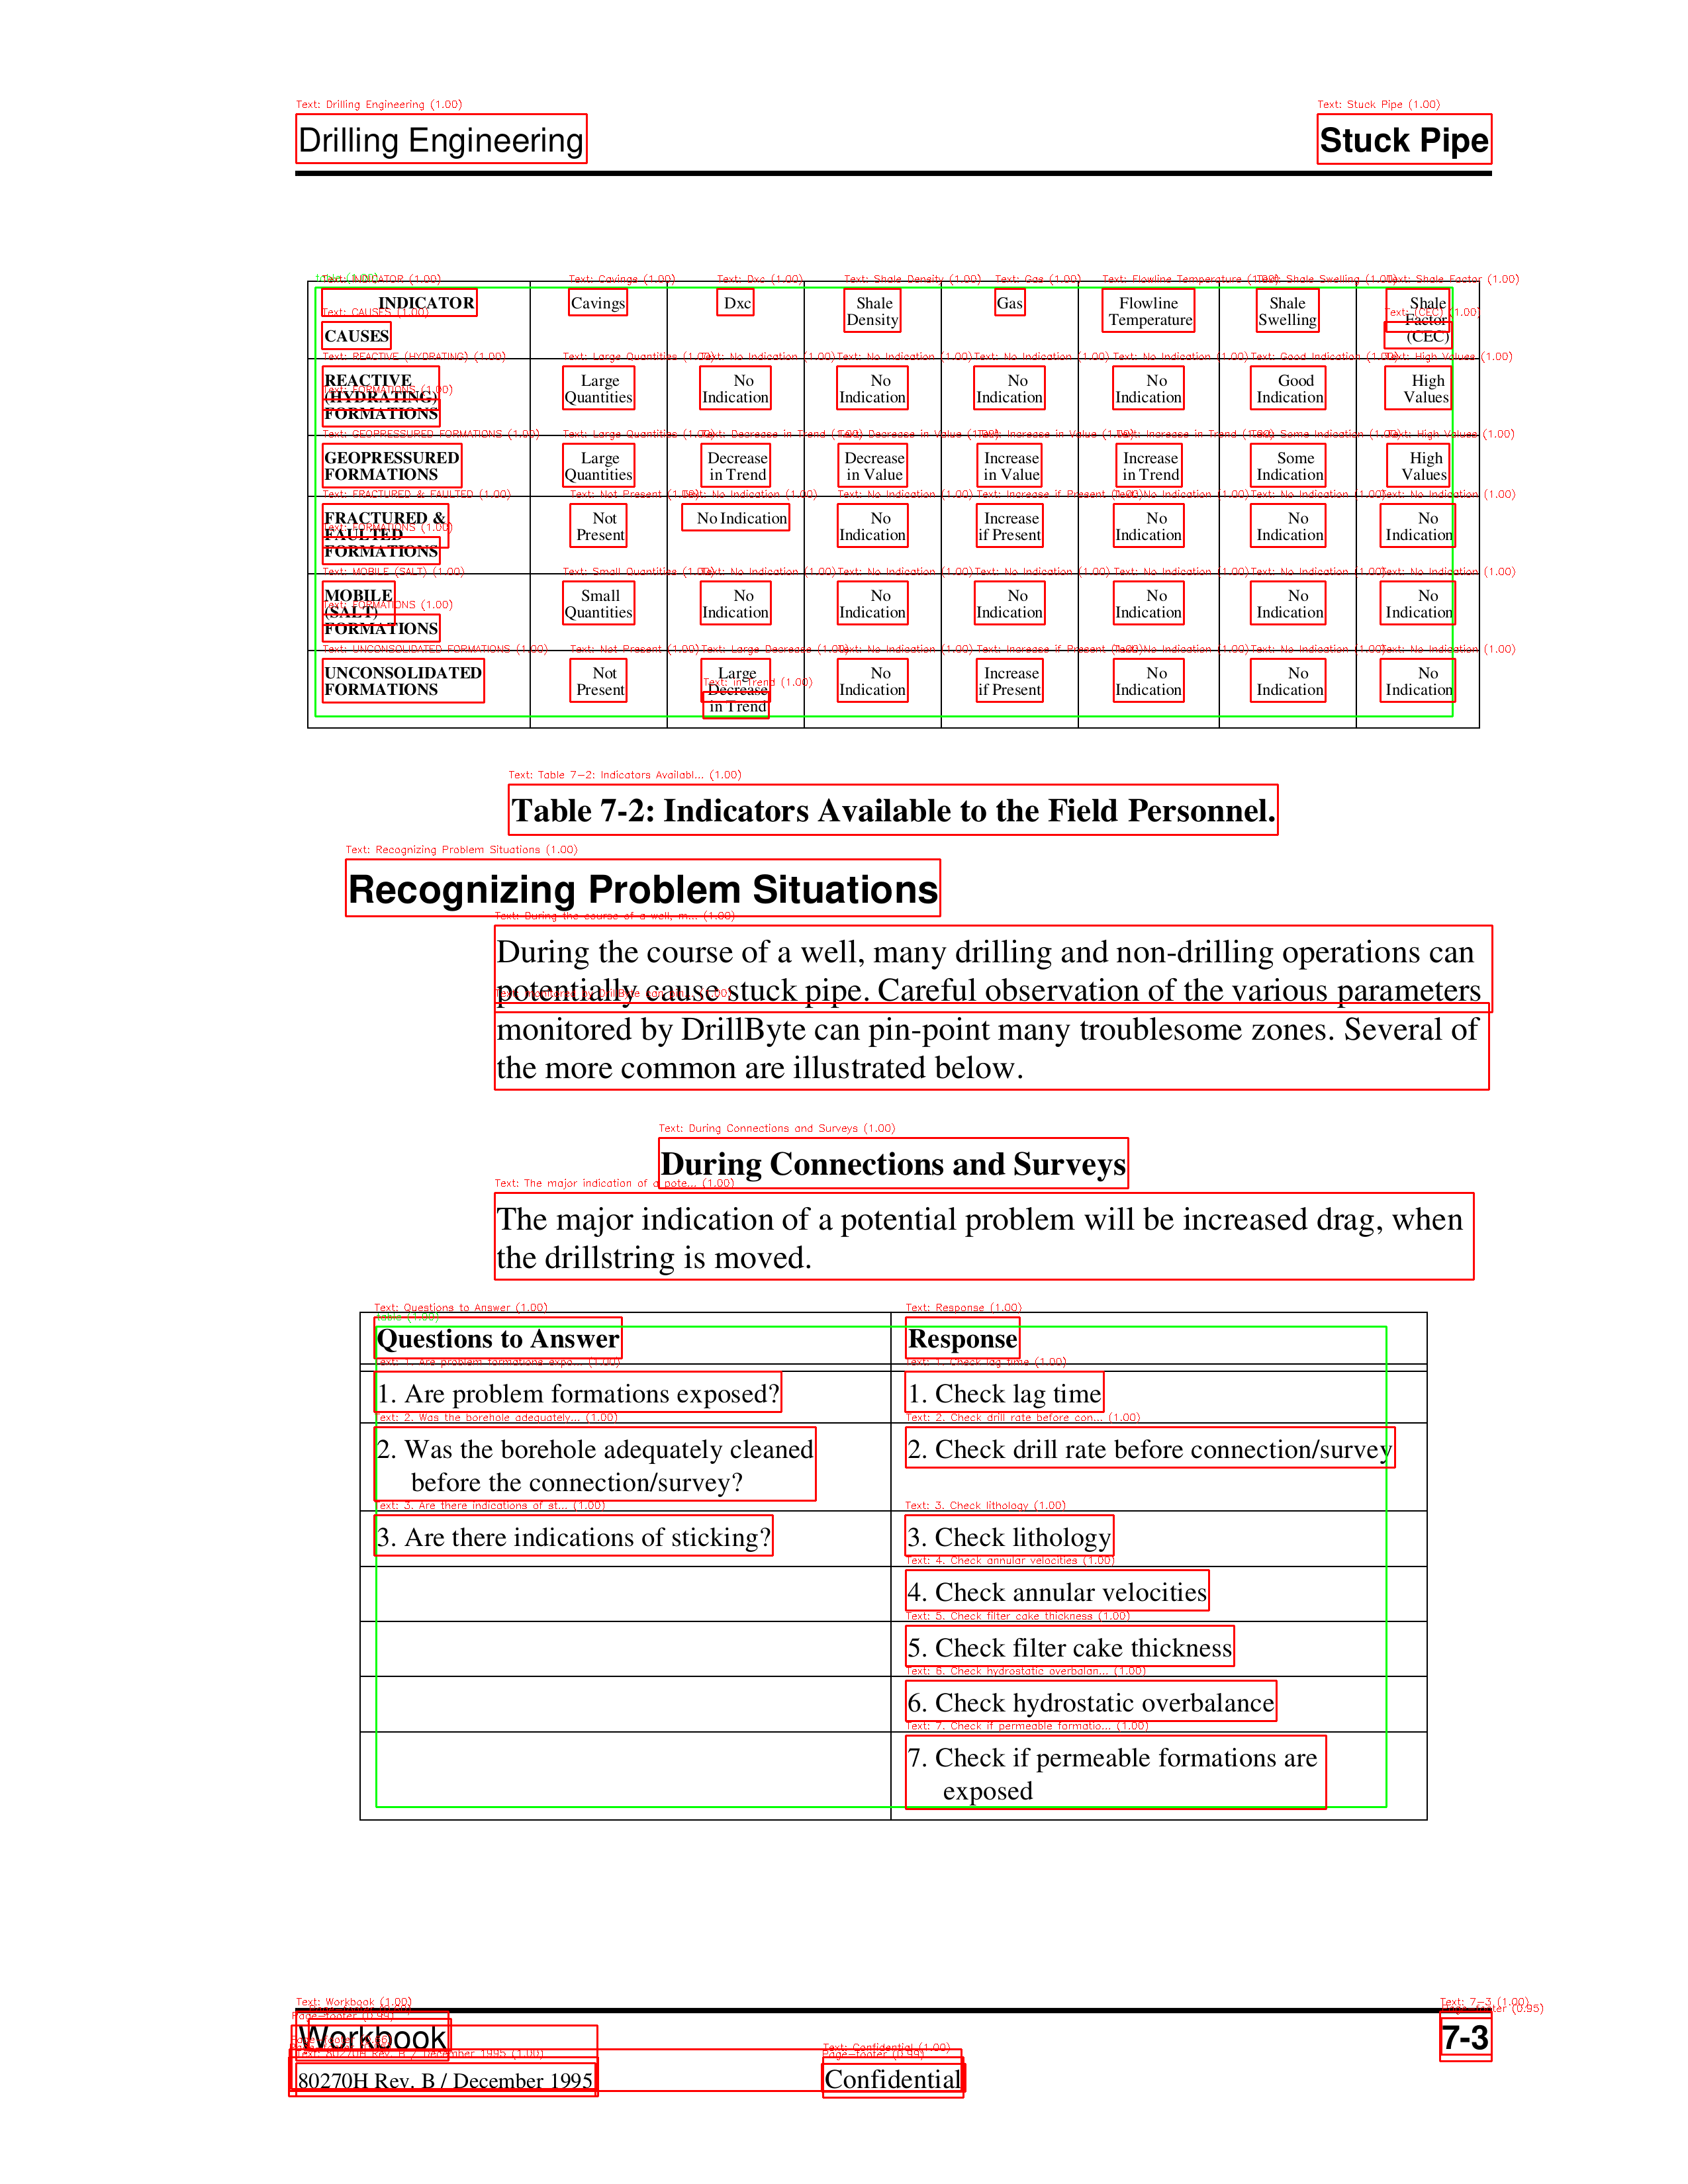 Drilling Engineering Stuck Pipe
INDICATOR Cavings Dxc Shale Density Gas Flowline Temperature Shale Swelling Shale Factor (CEC)
CAUSES
REACTIVE (HYDRATING) FORMATIONS Large Quantities No Indication No Indication No Indication No Indication Good Indication High Values
GEOPRESSURED FORMATIONS Large Quantities Decrease in Trend Decrease in Value Increase in Value Increase in Trend Some Indication High Values
FRACTURED & FAULTED FORMATIONS Not Present No Indication No Indication Increase if Present No Indication No Indication No Indication
MOBILE (SALT) FORMATIONS Small Quantities No Indication No Indication No Indication No Indication No Indication No Indication
UNCONSOLIDATED FORMATIONS Not Present Large Decrease in Trend No Indication Increase if Present No Indication No Indication No Indication
Table 7-2: Indicators Available to the Field Personnel.
Recognizing Problem Situations
During the course of a well, many drilling and non-drilling operations can
potentially cause stuck pipe. Careful observation of the various parameters
monitored by DrillByte can pin-point many troublesome zones. Several of
the more common are illustrated below.
During Connections and Surveys
The major indication of a potential problem will be increased drag, when
the drillstring is moved.
Questions to Answer Response
1. Are problem formations exposed? 1. Check lag time
2. Was the borehole adequately cleaned 2. Check drill rate before connection/survey
before the connection/survey?
3. Are there indications of sticking? 3. Check lithology
4. Check annular velocities
5. Check filter cake thickness
6. Check hydrostatic overbalance
7. Check if permeable formations are
exposed
Workbook 7-3
80270H Rev. B / December 1995 Confidential